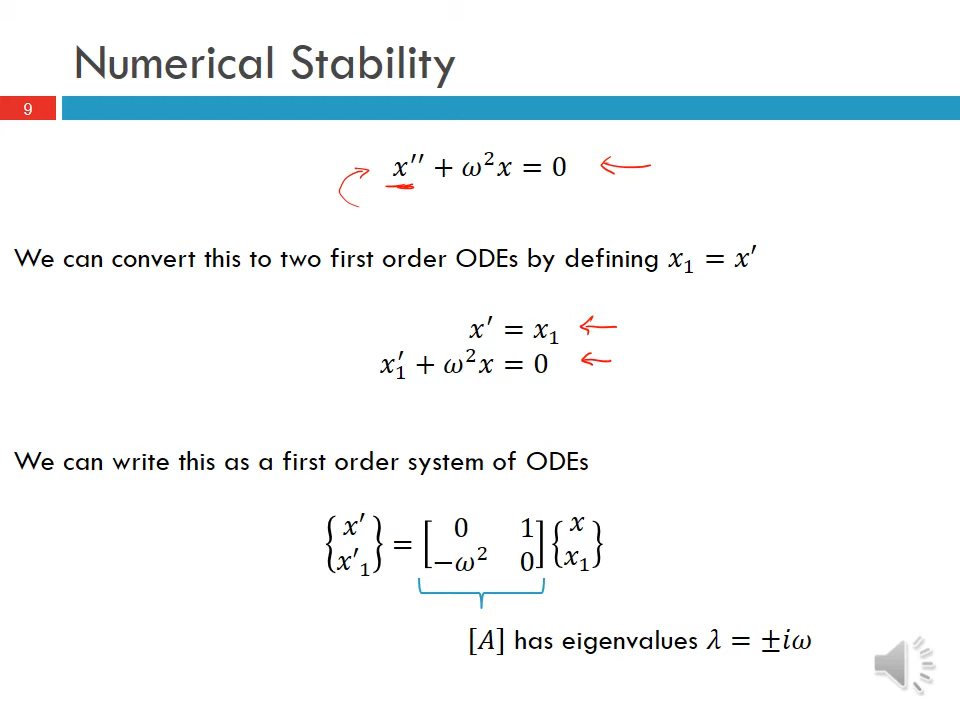 Numerical Stability
9
x′′ + ω²x = 0
We can convert this to two first order ODEs by defining x₁ = x′
x′ = x₁
x₁′ + ω²x = 0
We can write this as a first order system of ODEs
{x′ x′₁} = [0 1 −ω² 0] {x x₁}
[A] has eigenvalues λ = ±iω